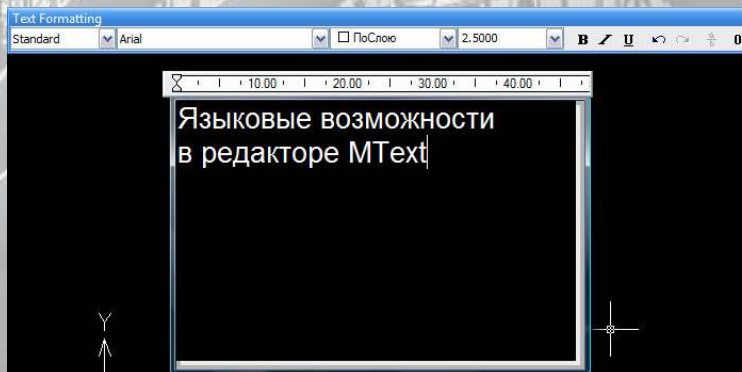 Text Formatting
Standard Arial ПоСлою 2.5000 B I U
10.00 20.00 30.00 40.00
Языковые возможности
в редакторе MText
Y